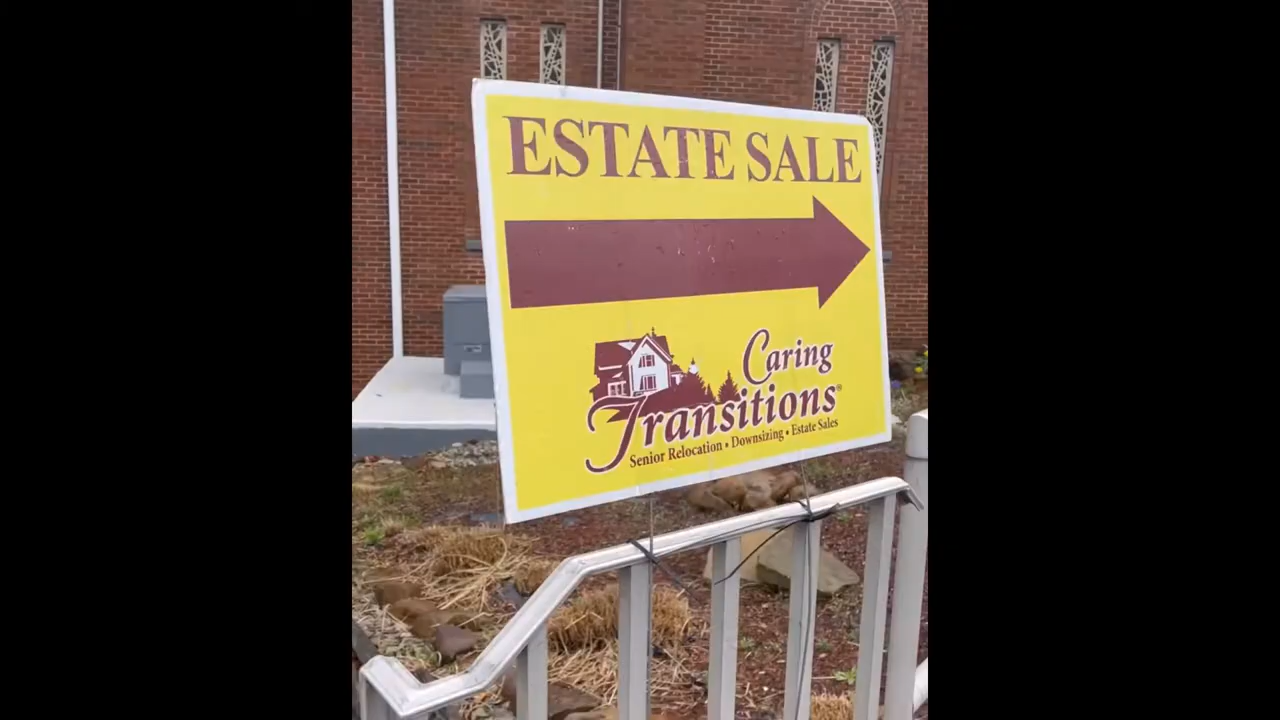 ESTATE SALE
Caring
Transitions®
Senior Relocation • Downsizing • Estate Sales